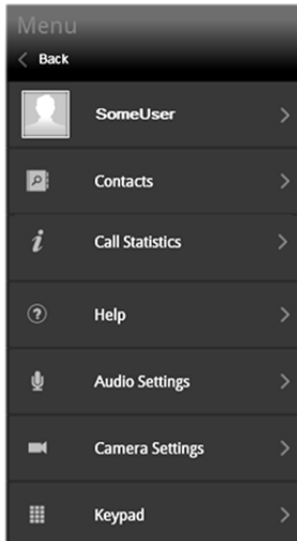 Menu
Back
SomeUser
Contacts
Call Statistics
Help
Audio Settings
Camera Settings
Keypad